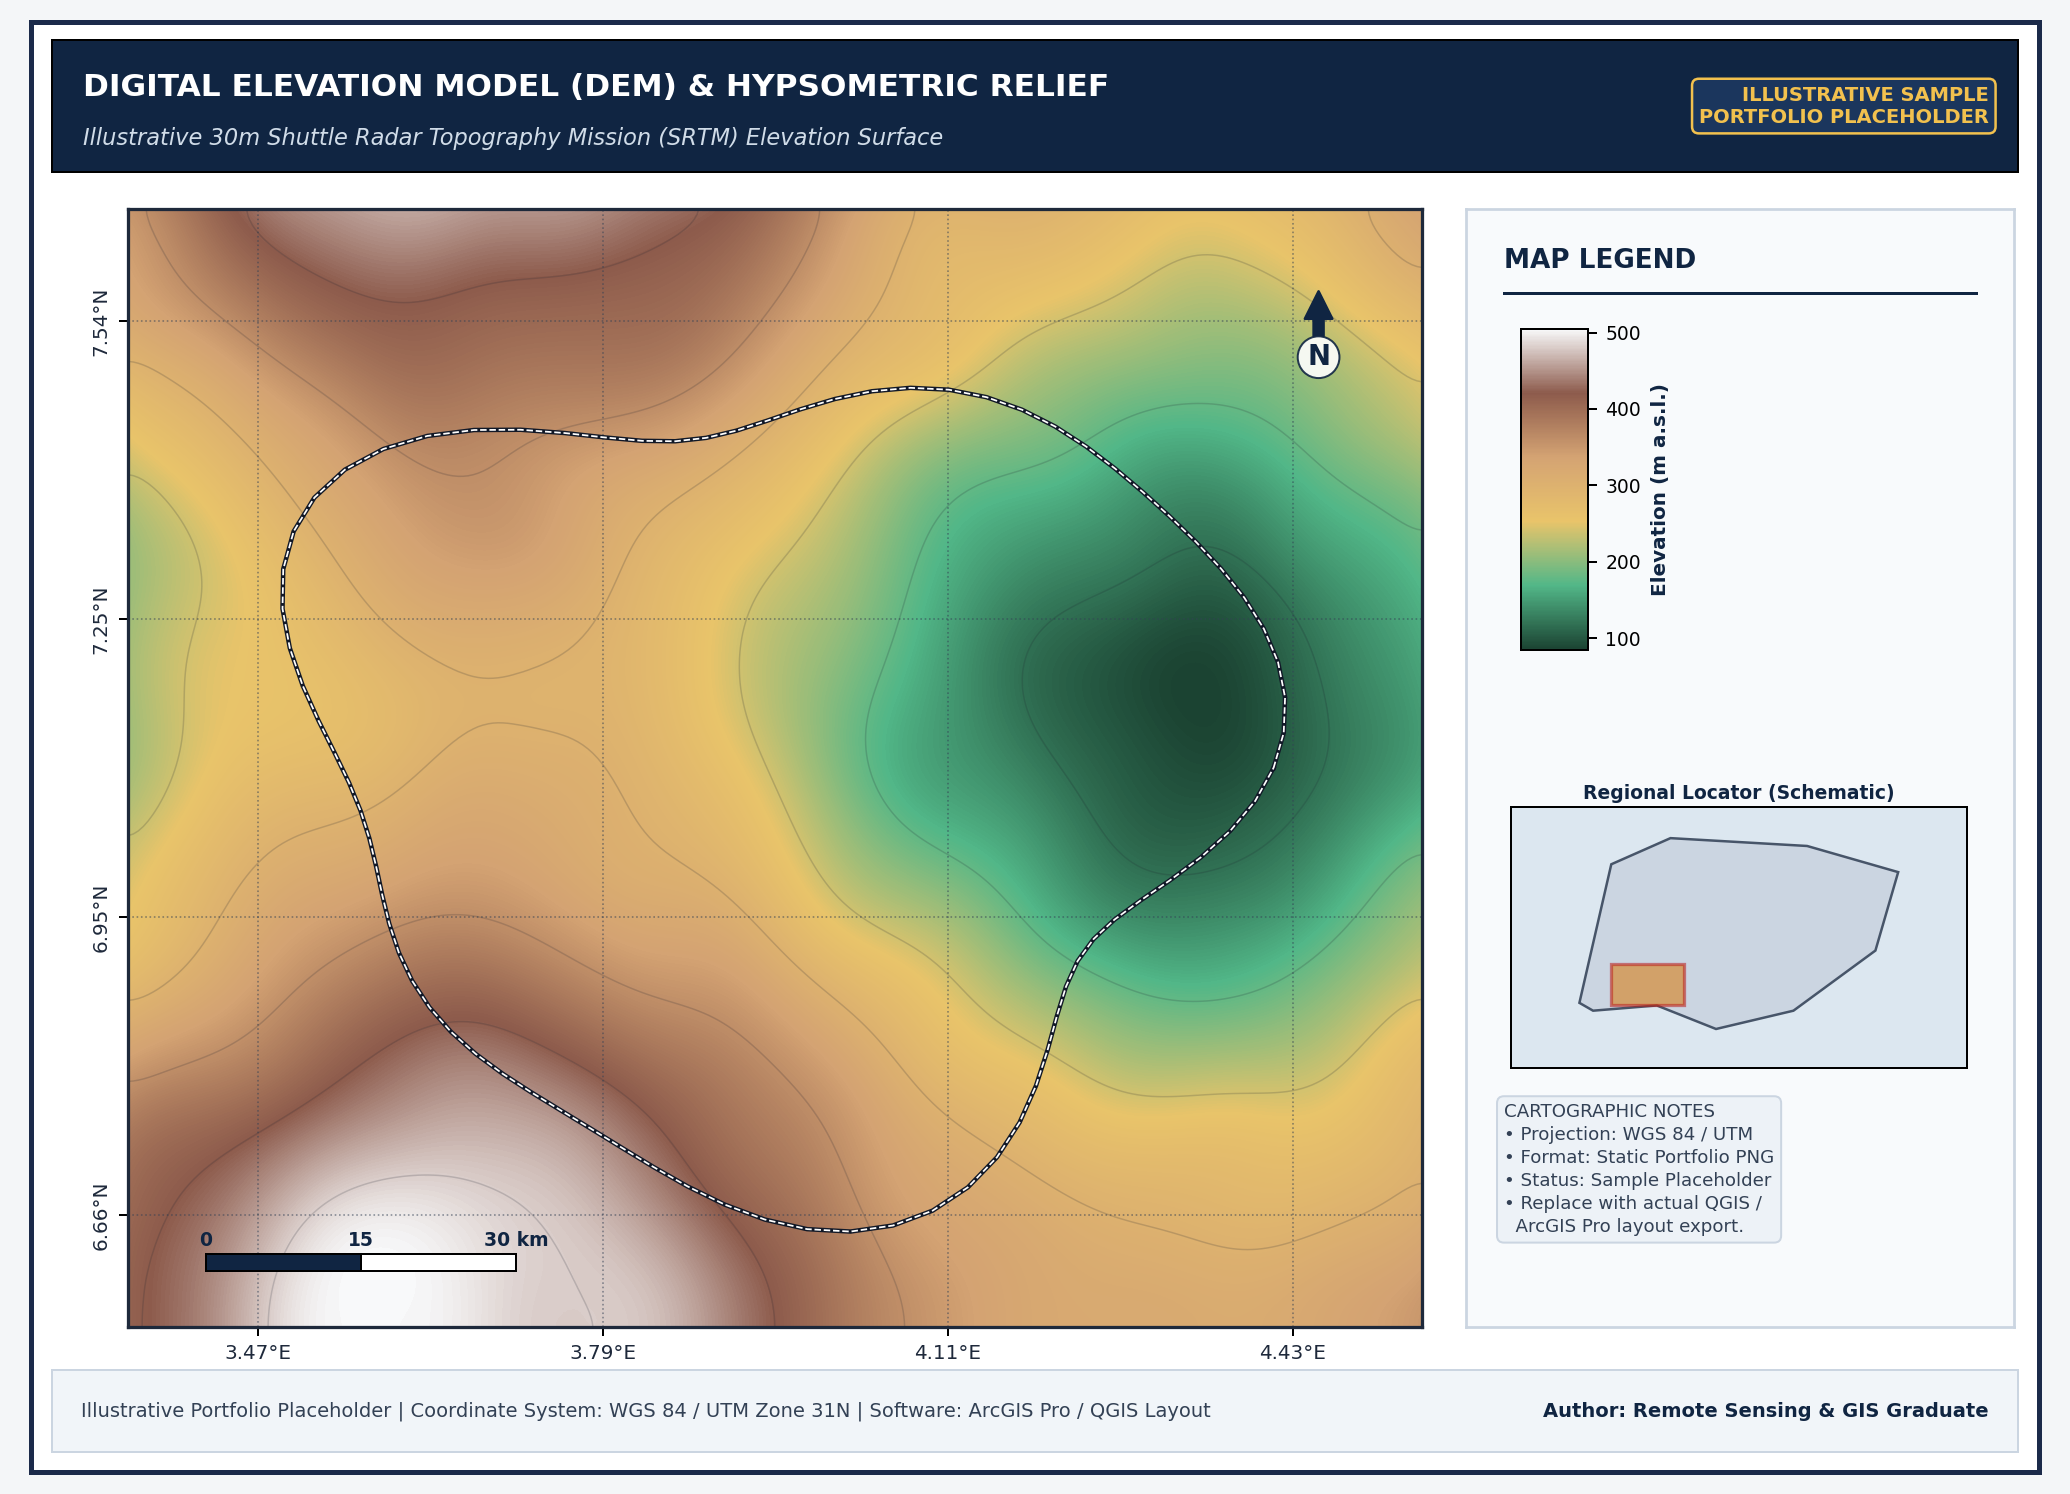 DIGITAL ELEVATION MODEL (DEM) & HYPSOMETRIC RELIEF
Illustrative 30m Shuttle Radar Topography Mission (SRTM) Elevation Surface
ILLUSTRATIVE SAMPLE
PORTFOLIO PLACEHOLDER
7.54°N
7.25°N
6.95°N
6.66°N
N
0 15 30 km
3.47°E 3.79°E 4.11°E 4.43°E
MAP LEGEND
500
400
300
200
100
Elevation (m a.s.l.)
Regional Locator (Schematic)
CARTOGRAPHIC NOTES
• Projection: WGS 84 / UTM
• Format: Static Portfolio PNG
• Status: Sample Placeholder
• Replace with actual QGIS /
ArcGIS Pro layout export.
Illustrative Portfolio Placeholder | Coordinate System: WGS 84 / UTM Zone 31N | Software: ArcGIS Pro / QGIS Layout
Author: Remote Sensing & GIS Graduate